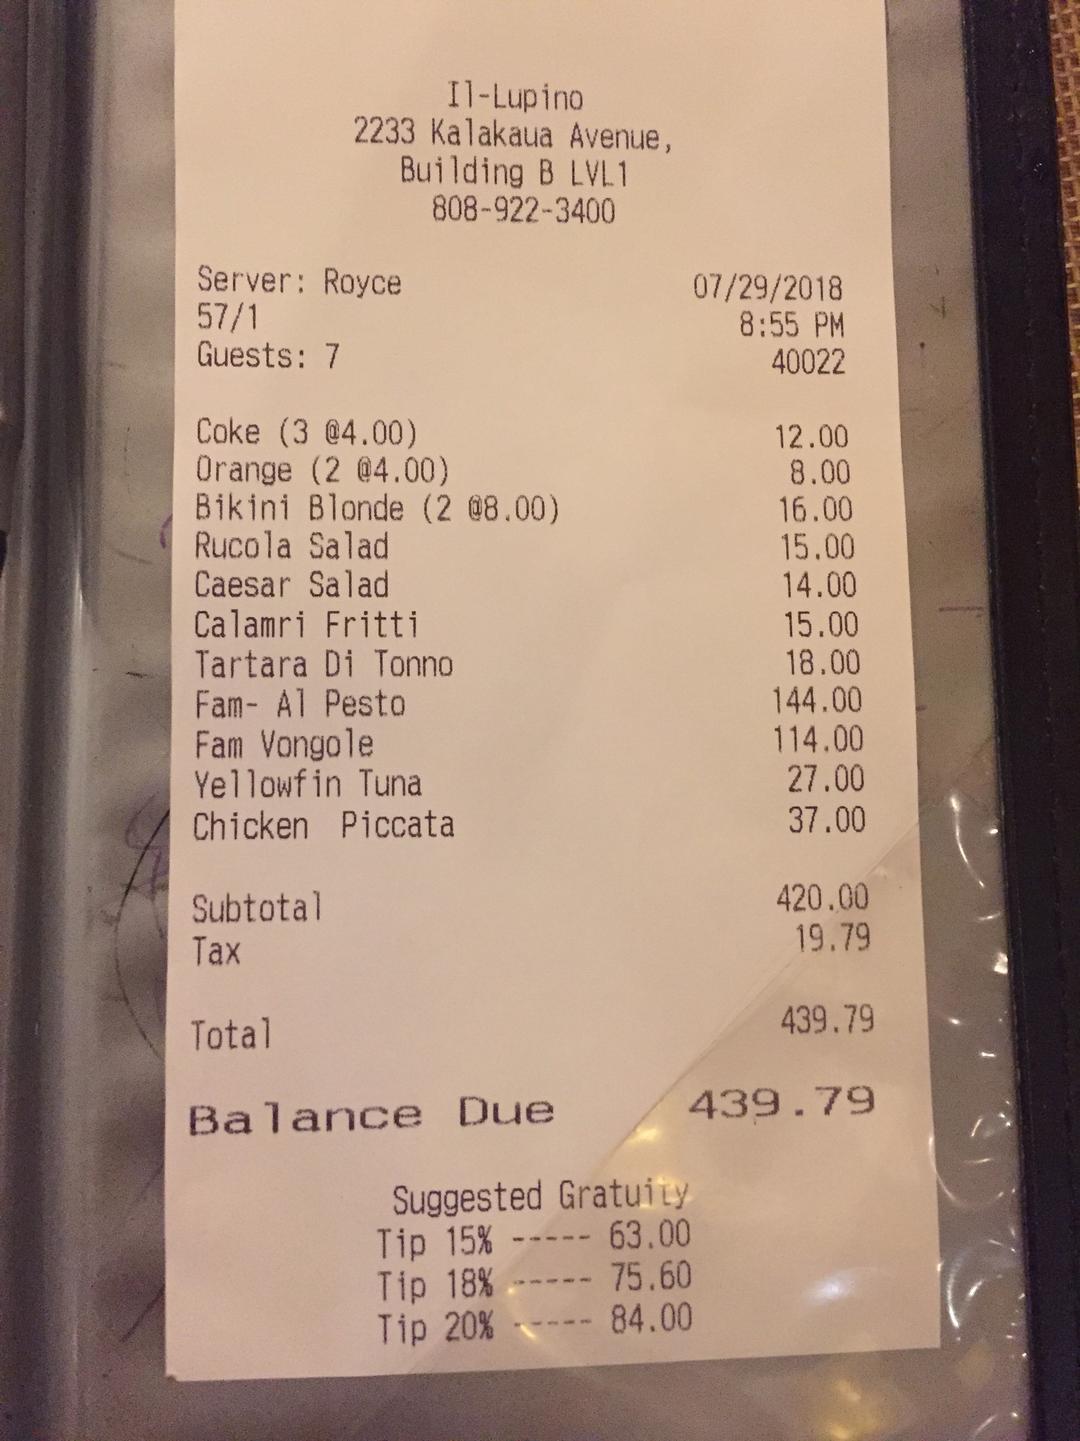 Il-Lupino
2233 Kalakaua Avenue,
Building B LVL1
808-922-3400
Server: Royce 07/29/2018
57/1 8:55 PM
Guests: 7 40022
Coke (3 @4.00) 12.00
Orange (2 @4.00) 8.00
Bikini Blonde (2 @8.00) 16.00
Rucola Salad 15.00
Caesar Salad 14.00
Calamri Fritti 15.00
Tartara Di Tonno 18.00
Fam- Al Pesto 144.00
Fam Vongole 114.00
Yellowfin Tuna 27.00
Chicken Piccata 37.00
Subtotal 420.00
Tax 19.79
Total 439.79
Balance Due 439.79
Suggested Gratuity
Tip 15% ----- 63.00
Tip 18% ----- 75.60
Tip 20% ----- 84.00